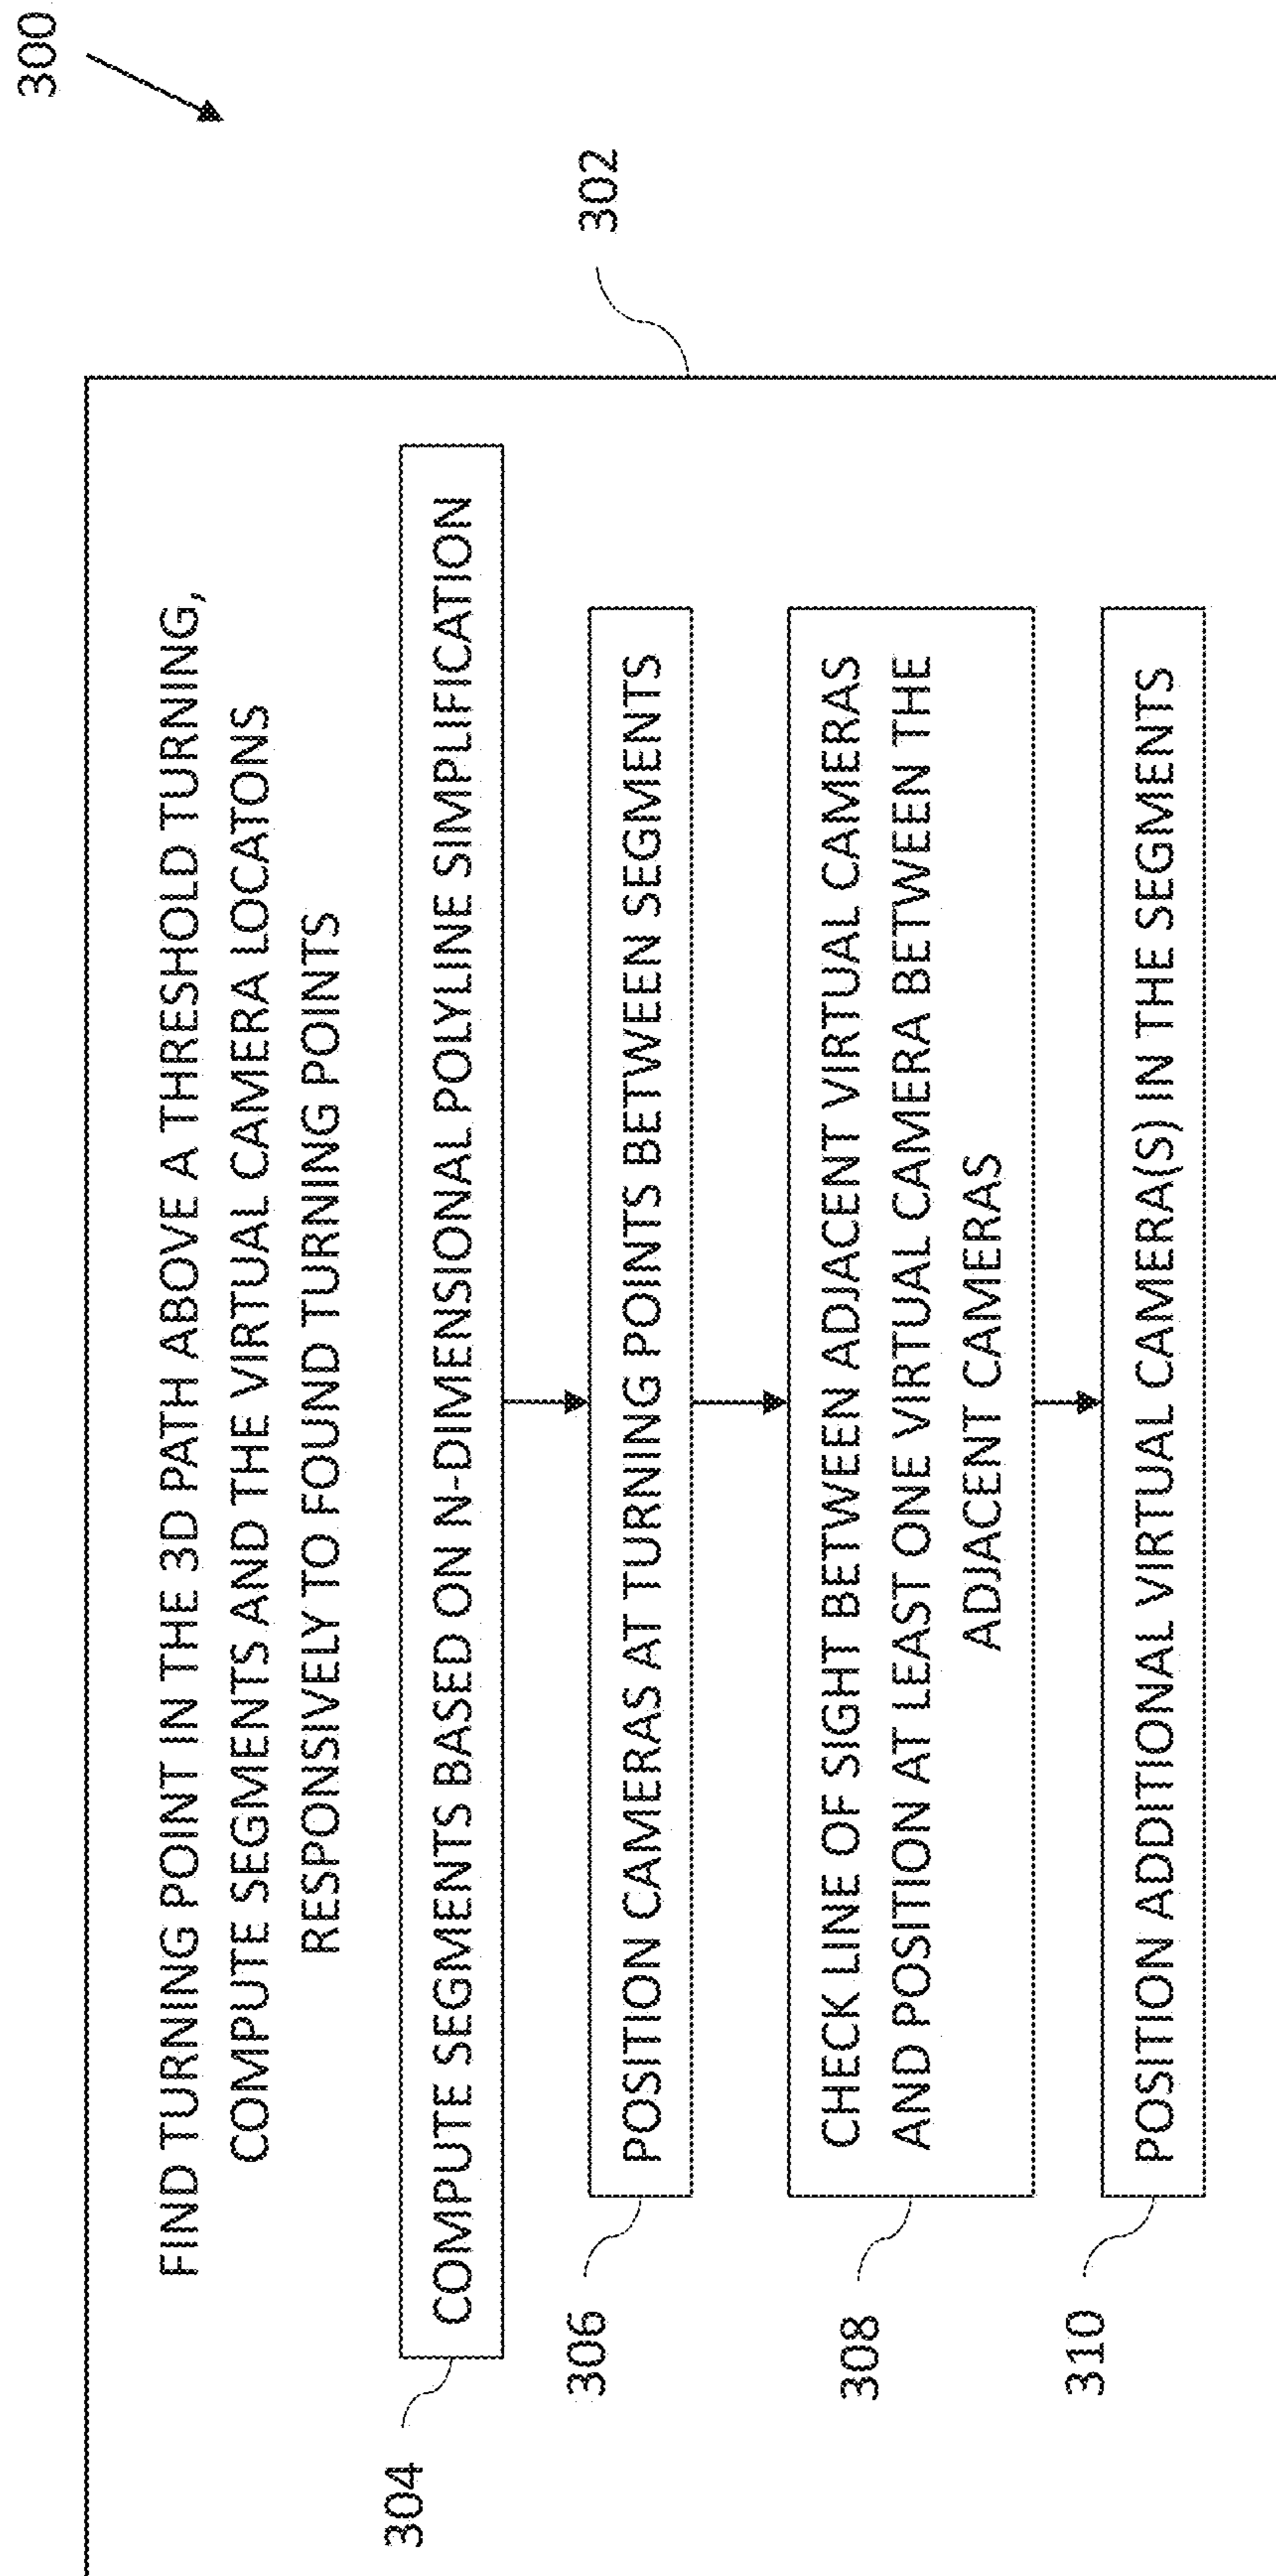 300
302
FIND TURNING POINT IN THE 3D PATH ABOVE A THRESHOLD TURNING,
COMPUTE SEGMENTS AND THE VIRTUAL CAMERA LOCATONS
RESPONSIVELY TO FOUND TURNING POINTS
304
COMPUTE SEGMENTS BASED ON N-DIMENSIONAL POLYLINE SIMPLIFICATION
306
POSITION CAMERAS AT TURNING POINTS BETWEEN SEGMENTS
308
CHECK LINE OF SIGHT BETWEEN ADJACENT VIRTUAL CAMERAS
AND POSITION AT LEAST ONE VIRTUAL CAMERA BETWEEN THE
ADJACENT CAMERAS
310
POSITION ADDITIONAL VIRTUAL CAMERA(S) IN THE SEGMENTS